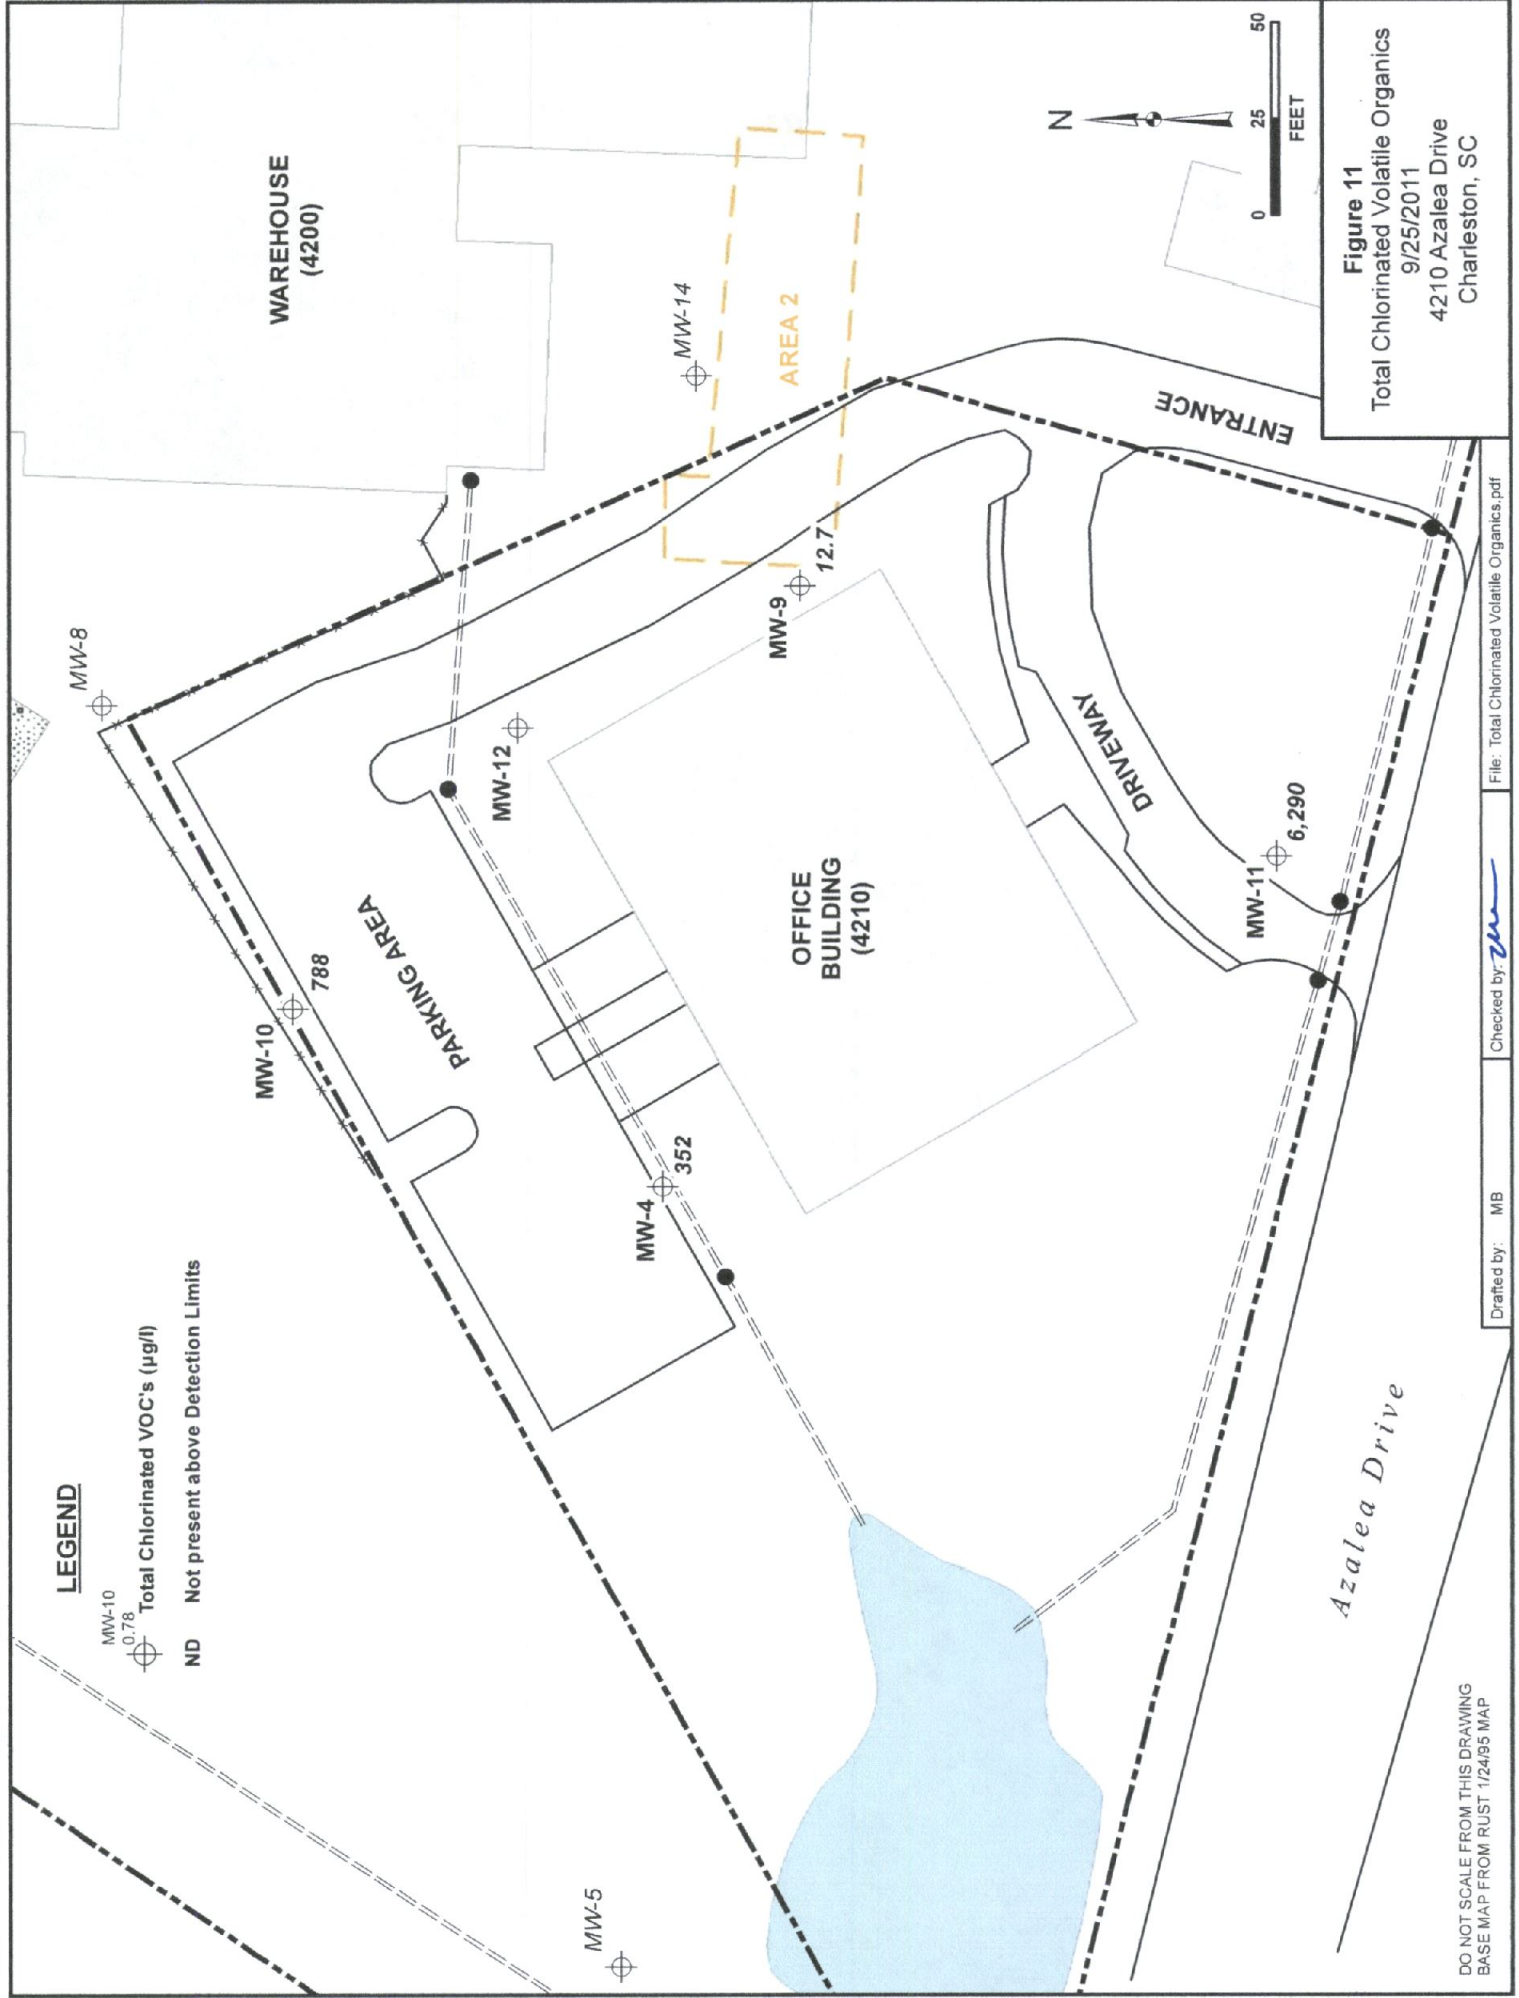 LEGEND
MW-10
0.78
Total Chlorinated VOC's (µg/l)
ND Not present above Detection Limits
MW-8
WAREHOUSE
(4200)
MW-10
788
PARKING AREA
MW-12
MW-14
AREA 2
MW-5
MW-4
352
MW-9
12.7
OFFICE
BUILDING
(4210)
DRIVEWAY
ENTRANCE
N
MW-11
6,290
0 25 50
FEET
Azalea Drive
Figure 11
Total Chlorinated Volatile Organics
9/25/2011
4210 Azalea Drive
Charleston, SC
DO NOT SCALE FROM THIS DRAWING
BASE MAP FROM RUST 1/24/95 MAP
Drafted by: MB
Checked by:
File: Total Chlorinated Volatile Organics.pdf